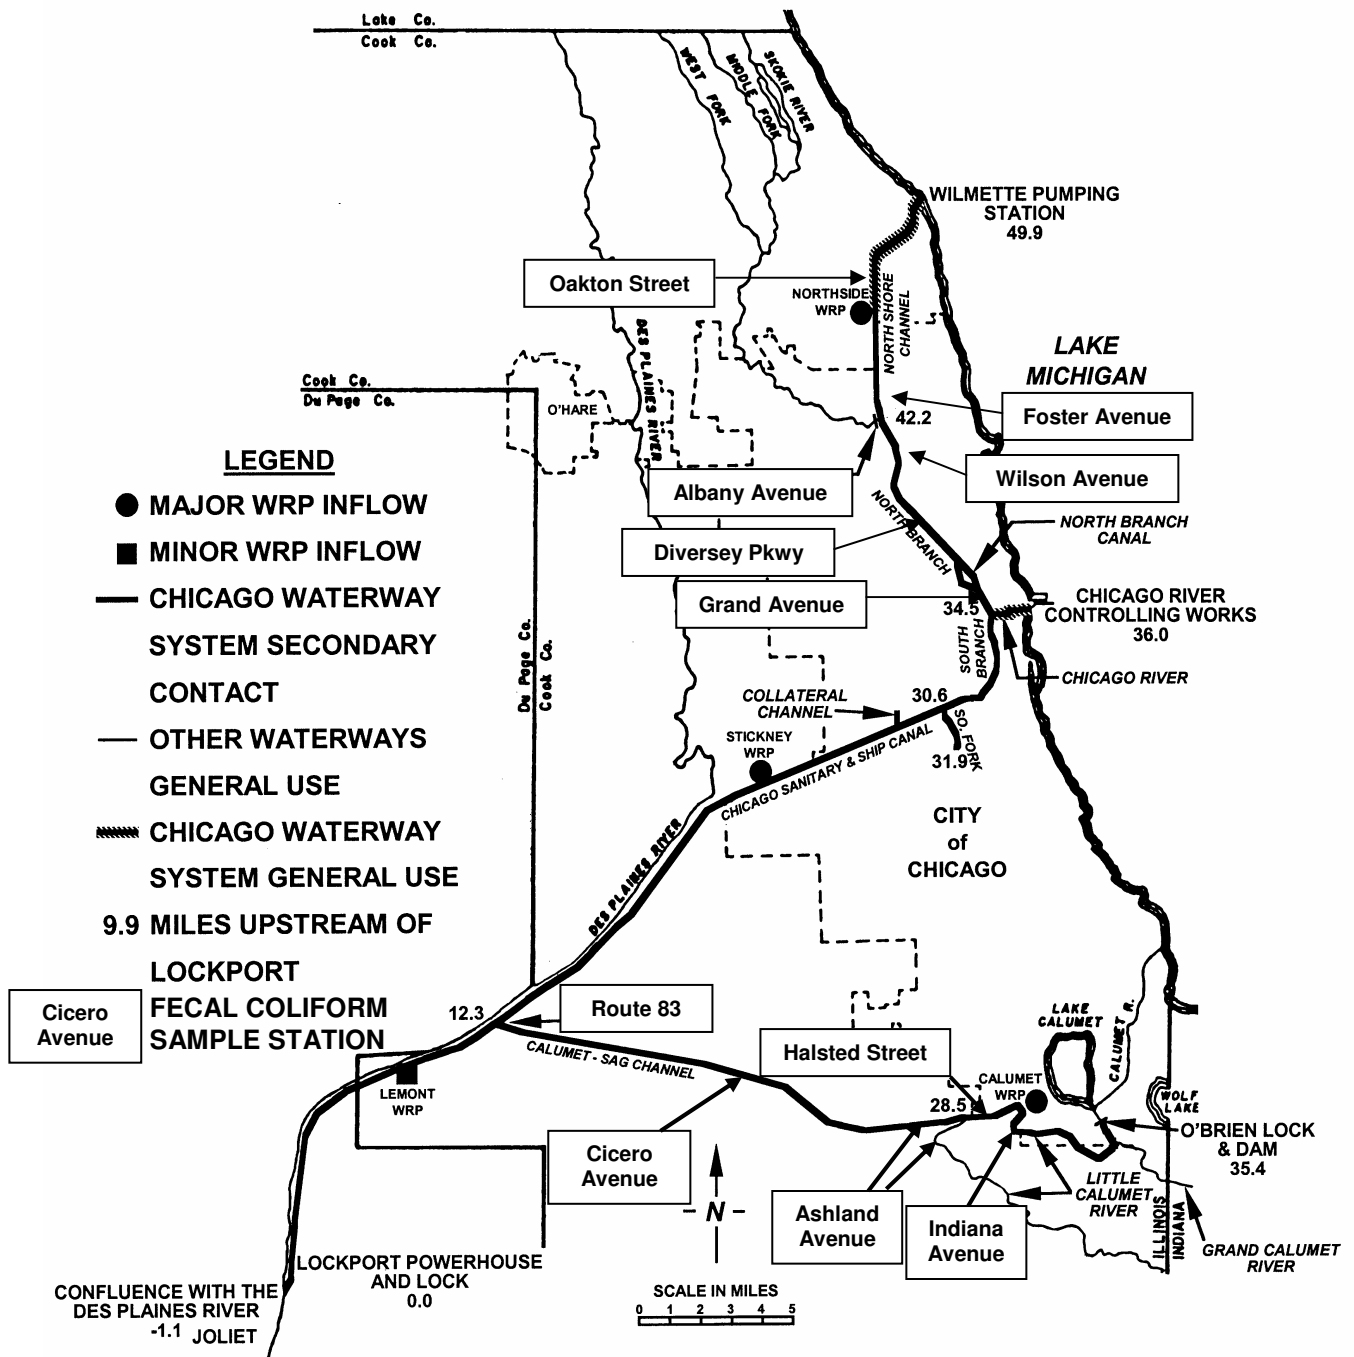 Lake Co.
Cook Co.
WEST FORK
MIDDLE FORK
SKOKIE RIVER
WILMETTE PUMPING
STATION
49.9
Oakton Street
NORTHSIDE
WRP
NORTH SHORE
CHANNEL
DES PLAINES RIVER
LAKE
MICHIGAN
Cook Co.
Du Page Co.
O'HARE
Foster Avenue
42.2
Albany Avenue
Wilson Avenue
NORTH BRANCH
NORTH BRANCH
CANAL
Diversey Pkwy
Grand Avenue
34.5
CHICAGO RIVER
CONTROLLING WORKS
36.0
SOUTH
BRANCH
CHICAGO RIVER
Du Page Co.
Cook Co.
COLLATERAL
CHANNEL
30.6
SO. FORK
31.9
STICKNEY
WRP
CHICAGO SANITARY & SHIP CANAL
CITY
of
CHICAGO
DES PLAINES RIVER
LEGEND
MAJOR WRP INFLOW
MINOR WRP INFLOW
CHICAGO WATERWAY
SYSTEM SECONDARY
CONTACT
OTHER WATERWAYS
GENERAL USE
CHICAGO WATERWAY
SYSTEM GENERAL USE
9.9 MILES UPSTREAM OF
LOCKPORT
Cicero
Avenue
FECAL COLIFORM
SAMPLE STATION
12.3
Route 83
CALUMET - SAG CHANNEL
LEMONT
WRP
Halsted Street
LAKE
CALUMET
CALUMET R.
CALUMET
WRP
28.5
WOLF
LAKE
O'BRIEN LOCK
& DAM
35.4
Cicero
Avenue
Ashland
Avenue
Indiana
Avenue
LITTLE
CALUMET
RIVER
ILLINOIS
INDIANA
GRAND CALUMET
RIVER
N
LOCKPORT POWERHOUSE
AND LOCK
0.0
CONFLUENCE WITH THE
DES PLAINES RIVER
-1.1
JOLIET
SCALE IN MILES
0 1 2 3 4 5